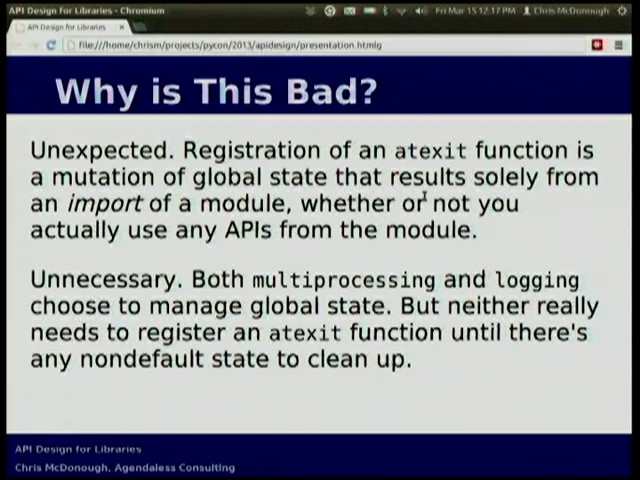 API Design for Libraries - Chromium
Fri Mar 15 12:17 PM
Chris McDonough
API Design for Libraries
file:///home/chrism/projects/pycon/2013/apidesign/presentation.html
Why is This Bad?
Unexpected. Registration of an atexit function is
a mutation of global state that results solely from
an import of a module, whether or not you
actually use any APIs from the module.
Unnecessary. Both multiprocessing and logging
choose to manage global state. But neither really
needs to register an atexit function until there's
any nondefault state to clean up.
API Design for Libraries
Chris McDonough, Agendaless Consulting